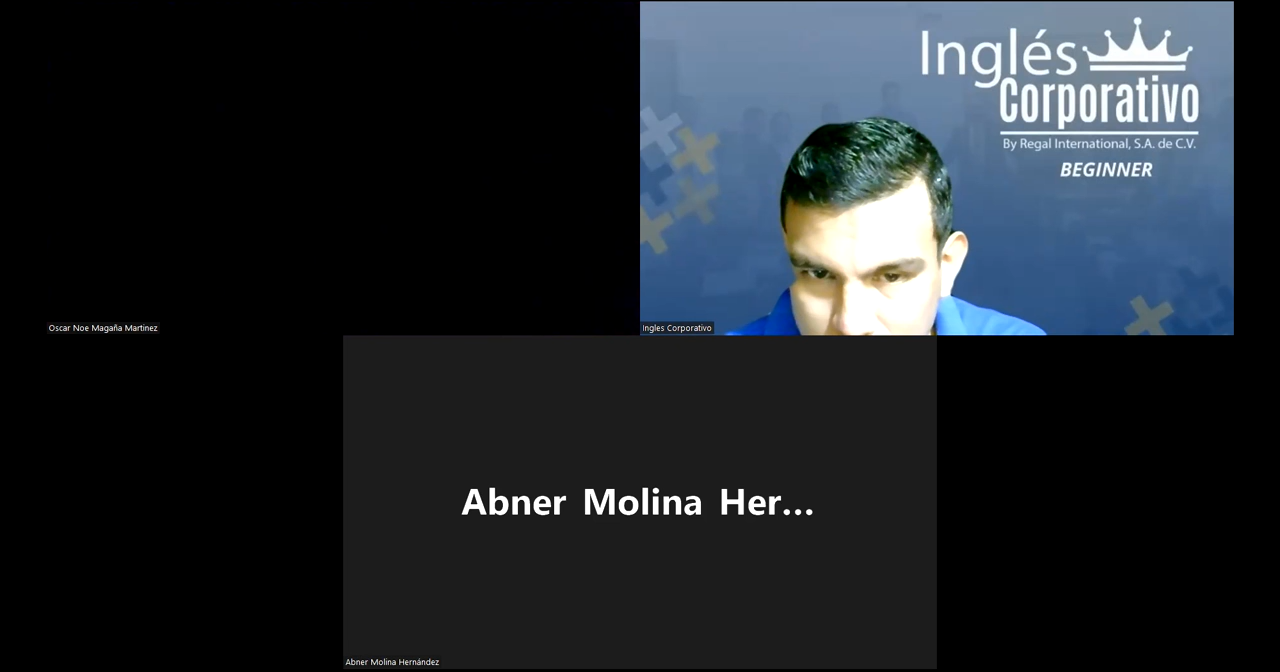 Inglés
Corporativo
By Regal International, S.A. de C.V.
BEGINNER
Oscar Noe Magaña Martinez
Ingles Corporativo
Abner Molina Her...
Abner Molina Hernández